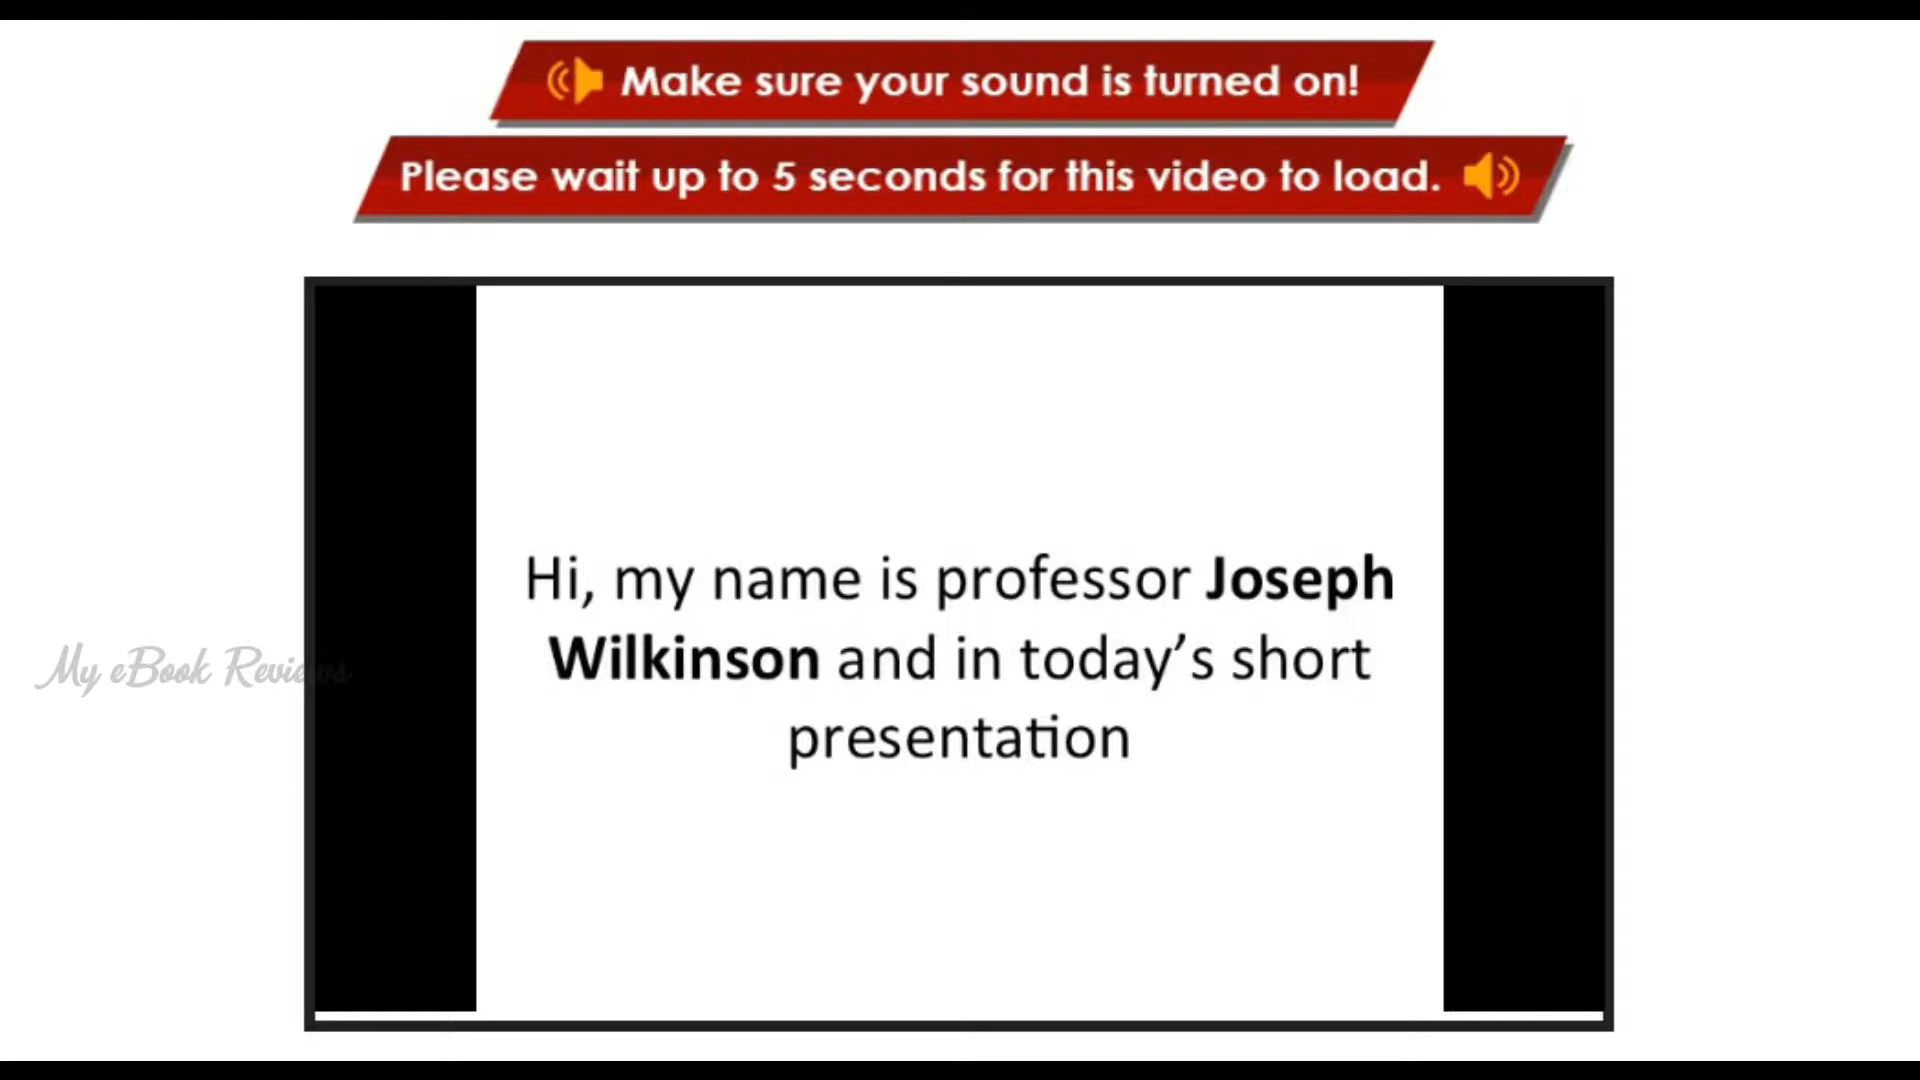 Make sure your sound is turned on!
Please wait up to 5 seconds for this video to load.
Hi, my name is professor Joseph
Wilkinson and in today’s short
presentation
My eBook Reviews